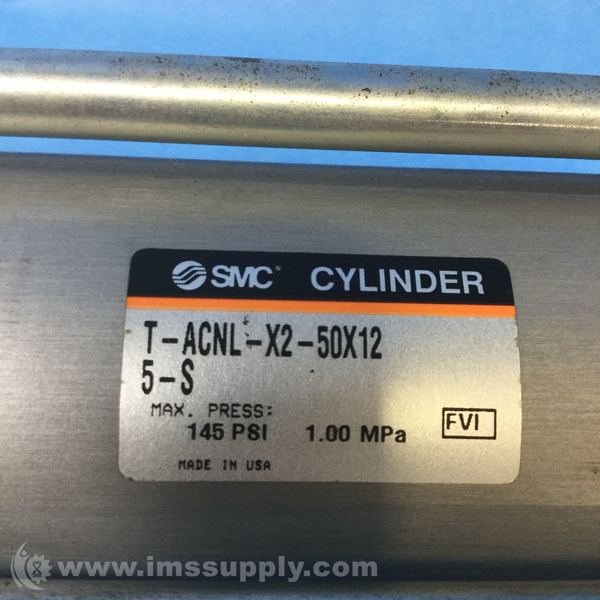 SMC® CYLINDER
T-ACNL-X2-50X12
5-S
MAX. PRESS:
145 PSI 1.00 MPa FVI
MADE IN USA
www.imssupply.com